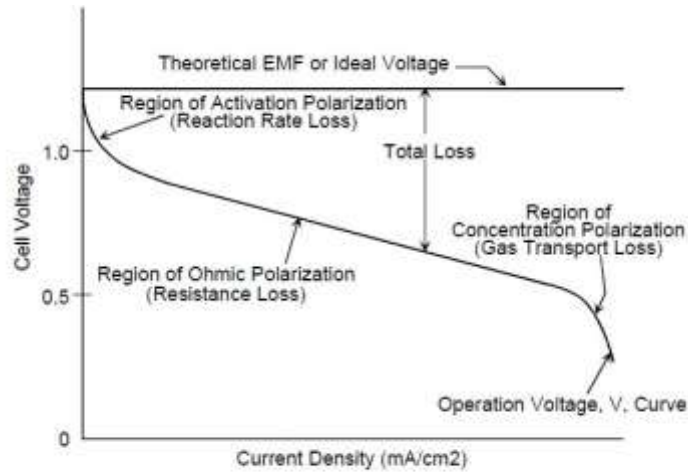 Theoretical EMF or Ideal Voltage
Region of Activation Polarization
(Reaction Rate Loss)
Total Loss
1.0
Cell Voltage
Region of
Concentration Polarization
(Gas Transport Loss)
Region of Ohmic Polarization
(Resistance Loss)
0.5
Operation Voltage, V, Curve
0
Current Density (mA/cm2)